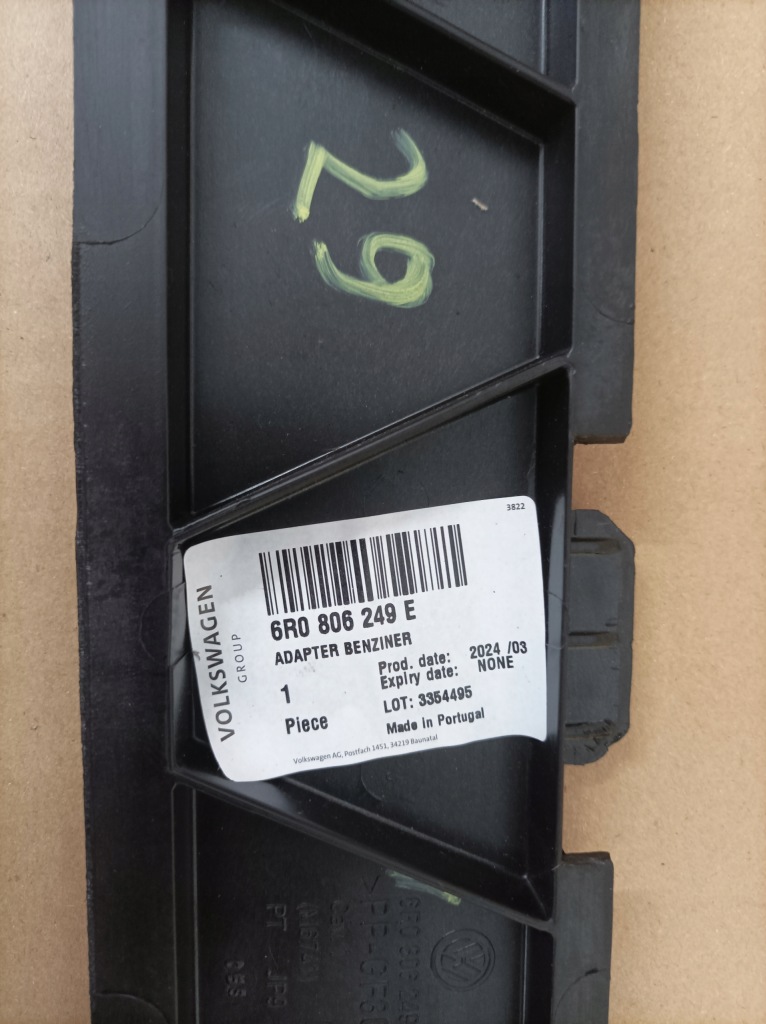 29
3822
VOLKSWAGEN
GROUP
6R0 806 249 E
ADAPTER BENZINER
1
Piece
Prod. date: 2024 /03
Expiry date: NONE
LOT: 3354495
Made in Portugal
Volkswagen AG, Postfach 1451, 34219 Baunatal
PT